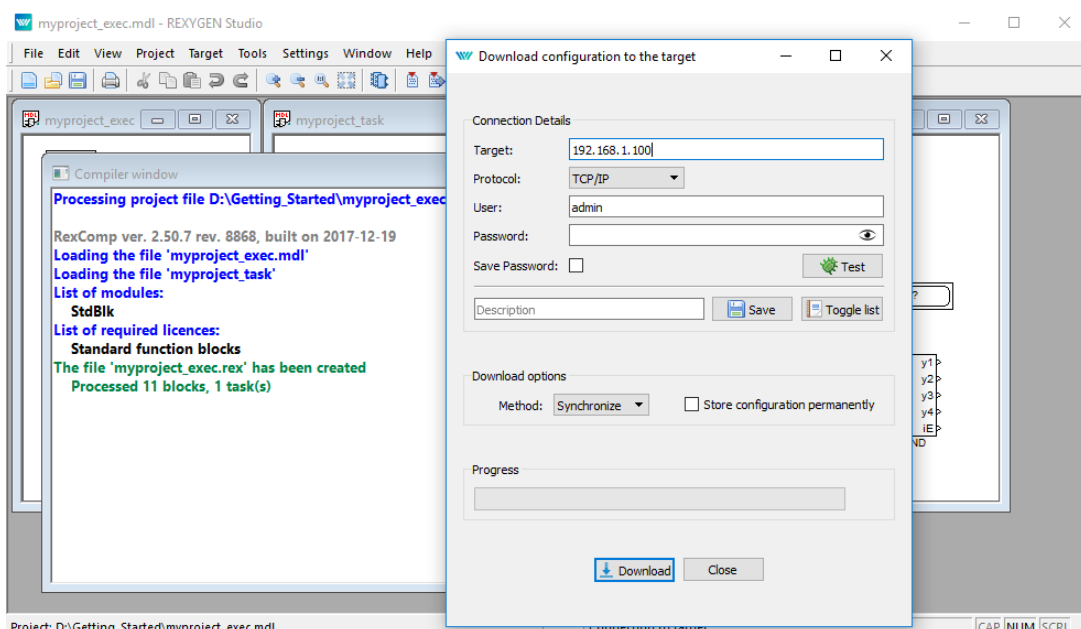 myproject_exec.mdl - REXYGEN Studio
File Edit View Project Target Tools Settings Window Help
myproject_exec
myproject_task
Compiler window
Processing project file D:\Getting_Started\myproject_exec
RexComp ver. 2.50.7 rev. 8868, built on 2017-12-19
Loading the file 'myproject_exec.mdl'
Loading the file 'myproject_task'
List of modules:
StdBlk
List of required licences:
Standard function blocks
The file 'myproject_exec.rex' has been created
Processed 11 blocks, 1 task(s)
Download configuration to the target
Connection Details
Target: 192.168.1.100
Protocol: TCP/IP
User: admin
Password:
Save Password: Test
Description Save Toggle list
Download options
Method: Synchronize Store configuration permanently
Progress
Download Close
?
y1
y2
y3
y4
iE
ND
Project: D:\Getting_Started\myproject_exec.mdl
Connection to target
CAP NUM SCRL